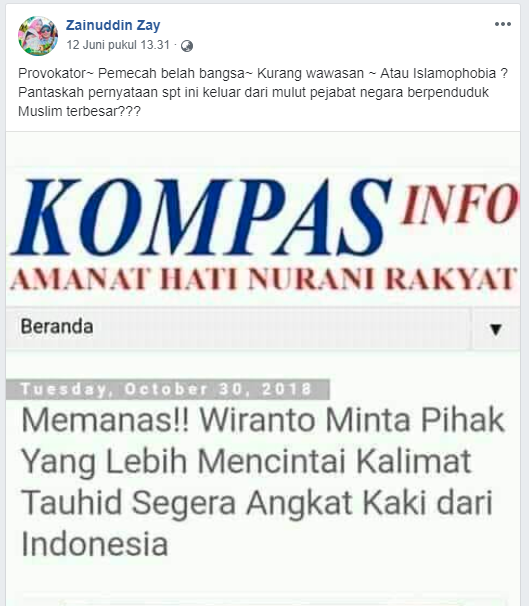 Zainuddin Zay
12 Juni pukul 13.31 ·
Provokator~ Pemecah belah bangsa~ Kurang wawasan ~ Atau Islamophobia ?
Pantaskah pernyataan spt ini keluar dari mulut pejabat negara berpenduduk
Muslim terbesar???
KOMPAS INFO
AMANAT HATI NURANI RAKYAT
Beranda
Tuesday, October 30, 2018
Memanas!! Wiranto Minta Pihak
Yang Lebih Mencintai Kalimat
Tauhid Segera Angkat Kaki dari
Indonesia